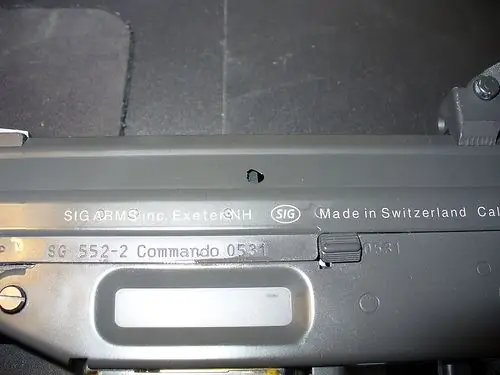 SIG ARMS inc. Exeter NH SIG Made in Switzerland Cal
SG 552-2 Commando 0531 0531